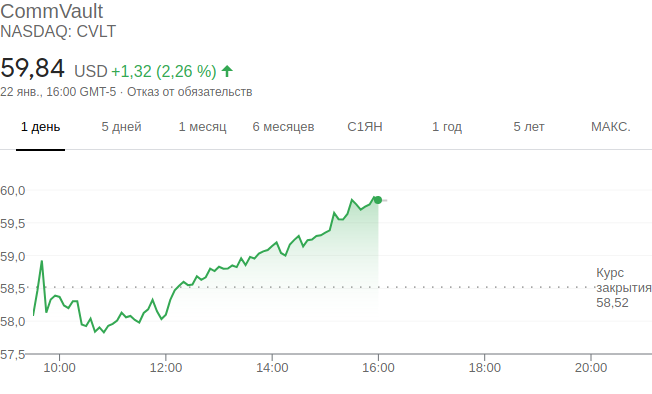 CommVault
NASDAQ: CVLT
59,84 USD +1,32 (2,26 %)
22 янв., 16:00 GMT-5 · Отказ от обязательств
1 день 5 дней 1 месяц 6 месяцев С1ЯН 1 год 5 лет МАКС.
60,0
59,5
59,0
58,5
58,0
57,5
Курс
закрытия
58,52
10:00 12:00 14:00 16:00 18:00 20:00